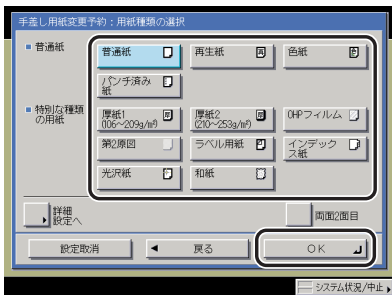 手差し用紙変更予約：用紙種類の選択
■ 普通紙
普通紙
再生紙
色紙
パンチ済み
紙
■ 特別な種類
の用紙
厚紙1
(106～209g/m²)
厚紙2
(210～253g/m²)
OHPフィルム
第2原図
ラベル用紙
インデック
ス紙
光沢紙
和紙
詳細
設定へ
両面2面目
設定取消
戻る
OK
システム状況/中止